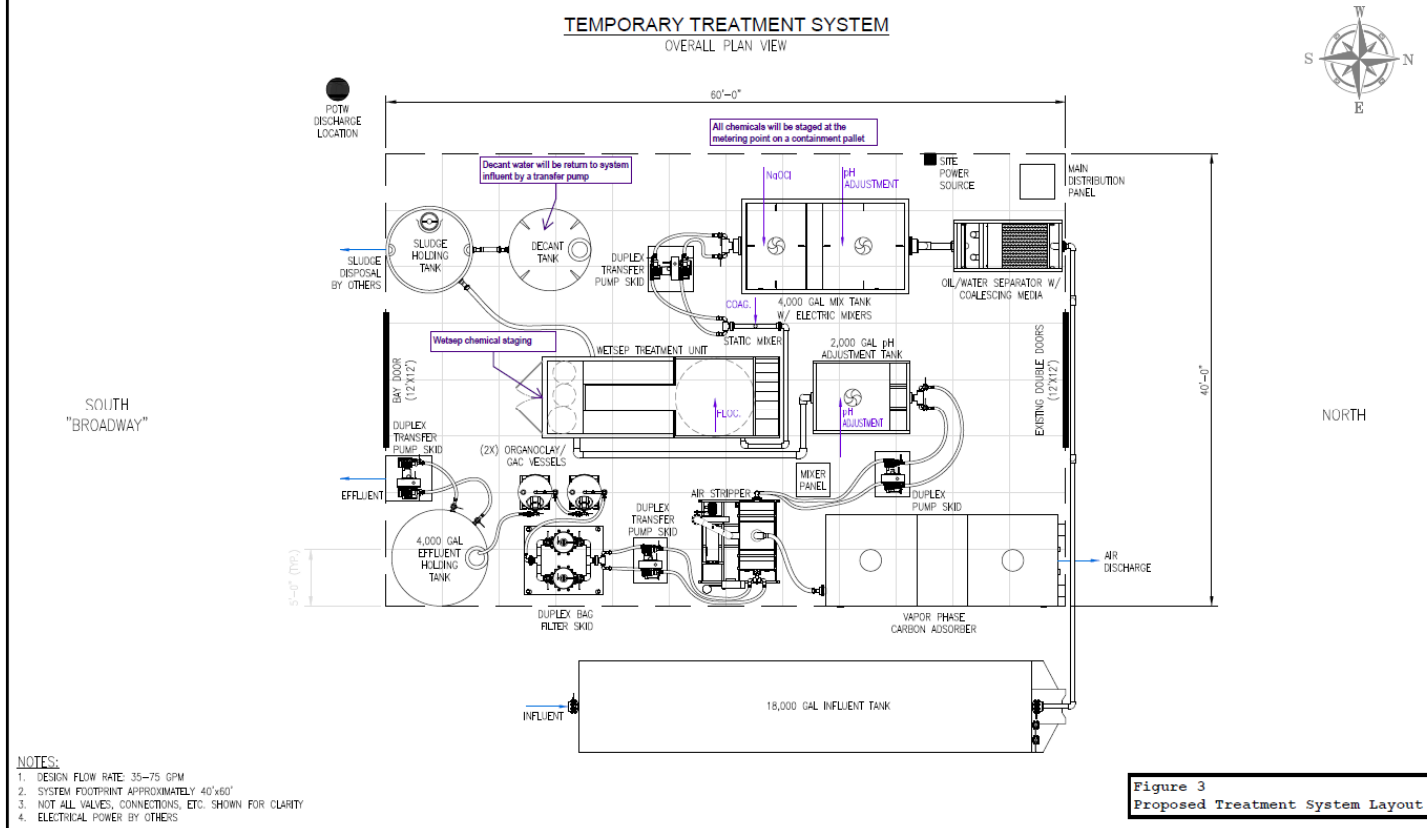 TEMPORARY TREATMENT SYSTEM
OVERALL PLAN VIEW
W
S
N
E
POTW
DISCHARGE
LOCATION
60'-0"
All chemicals will be staged at the
metering point on a containment pallet
Decant water will be return to system
influent by a transfer pump
NaOCl
pH
ADJUSTMENT
SITE
POWER
SOURCE
MAIN
DISTRIBUTION
PANEL
SLUDGE
HOLDING
TANK
DECANT
TANK
SLUDGE
DISPOSAL
BY OTHERS
DUPLEX
TRANSFER
PUMP SKID
OIL/WATER SEPARATOR W/
COALESCING MEDIA
4,000 GAL MIX TANK
W/ ELECTRIC MIXERS
COAG.
STATIC MIXER
Wetsep chemical staging
WETSEP TREATMENT UNIT
2,000 GAL pH
ADJUSTMENT TANK
BAY DOOR
(12'X12')
EXISTING DOUBLE DOORS
(12'X12')
40'-0"
SOUTH
"BROADWAY"
NORTH
FLOC.
pH
ADJUSTMENT
DUPLEX
TRANSFER
PUMP SKID
(2X) ORGANOCLAY/
GAC VESSELS
MIXER
PANEL
EFFLUENT
AIR STRIPPER
DUPLEX
PUMP SKID
DUPLEX
TRANSFER
PUMP SKID
4,000 GAL
EFFLUENT
HOLDING
TANK
5'-0" (TYP.)
AIR
DISCHARGE
DUPLEX BAG
FILTER SKID
VAPOR PHASE
CARBON ADSORBER
INFLUENT
18,000 GAL INFLUENT TANK
NOTES:
1. DESIGN FLOW RATE: 35-75 GPM
2. SYSTEM FOOTPRINT APPROXIMATELY 40'x60'
3. NOT ALL VALVES, CONNECTIONS, ETC. SHOWN FOR CLARITY
4. ELECTRICAL POWER BY OTHERS
Figure 3
Proposed Treatment System Layout